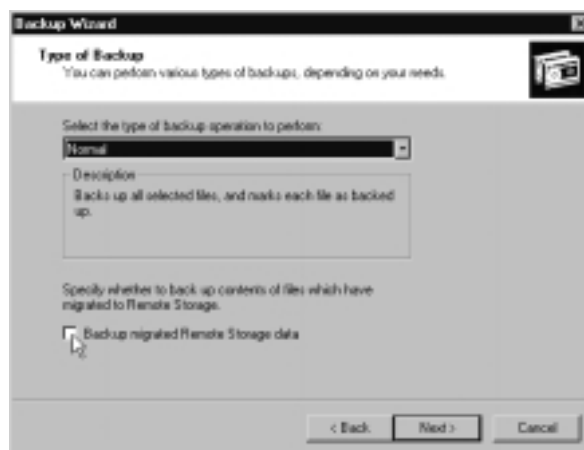 Backup Wizard
Type of Backup
You can perform various types of backups, depending on your needs.
Select the type of backup operation to perform:
Normal
Description
Backs up all selected files, and marks each file as backed
up.
Specify whether to back up contents of files which have
migrated to Remote Storage.
Backup migrated Remote Storage data
< Back
Next >
Cancel